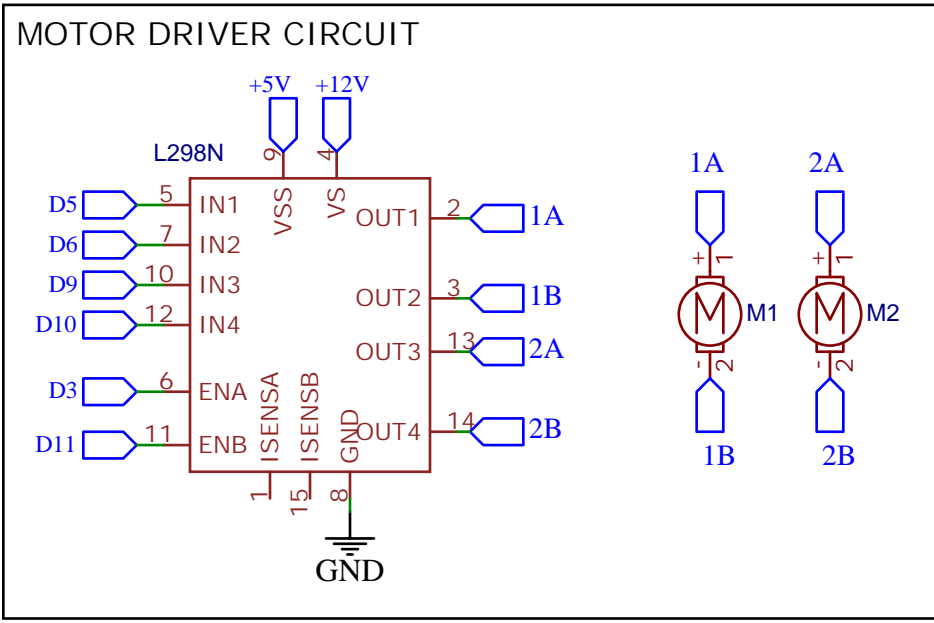 MOTOR DRIVER CIRCUIT
+5V +12V
L298N
9 4
VSS VS
D5 5 IN1
D6 7 IN2
D9 10 IN3
D10 12 IN4
D3 6 ENA
D11 11 ENB
OUT1 2 1A
OUT2 3 1B
OUT3 13 2A
OUT4 14 2B
ISENSA ISENSB GND
1 15 8
GND
1A 2A
+ 1 + 1
M M1 M M2
- 2 - 2
1B 2B